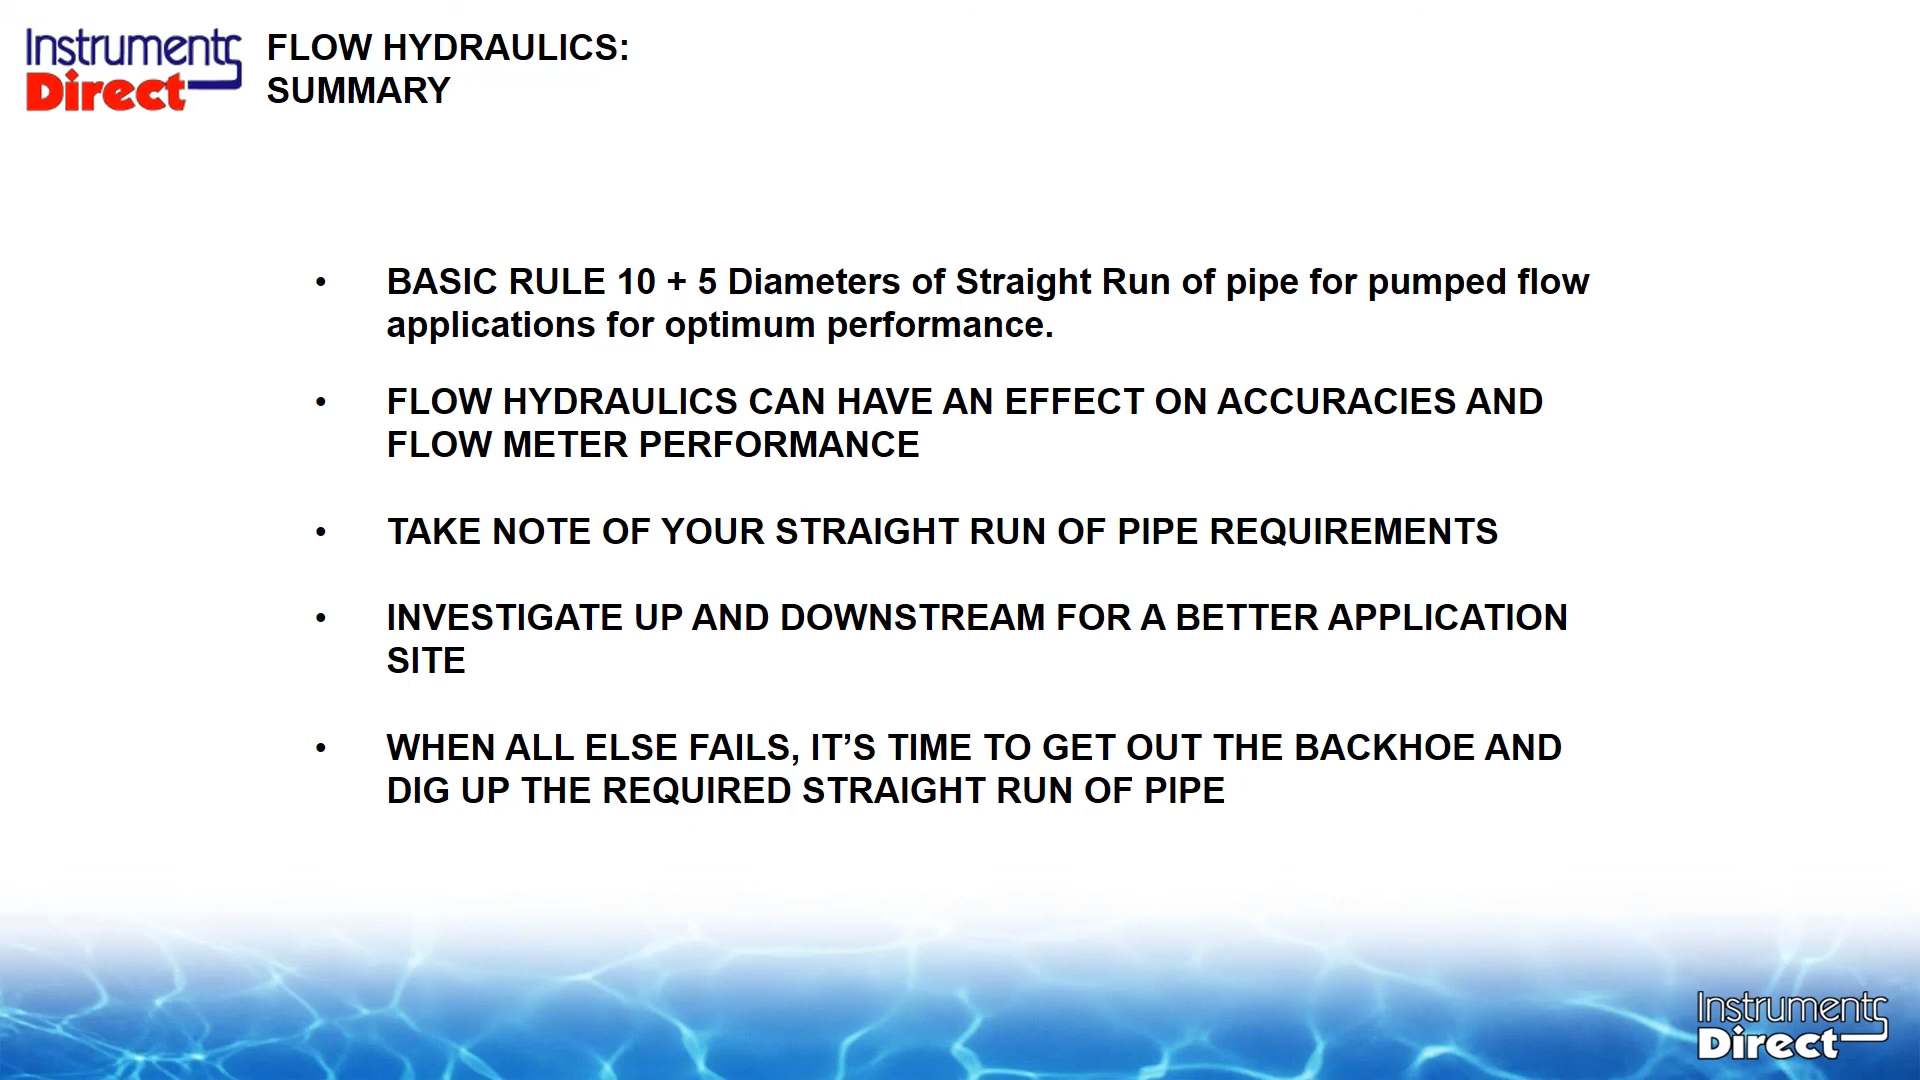 Instruments
Direct
FLOW HYDRAULICS:
SUMMARY
• BASIC RULE 10 + 5 Diameters of Straight Run of pipe for pumped flow
applications for optimum performance.
• FLOW HYDRAULICS CAN HAVE AN EFFECT ON ACCURACIES AND
FLOW METER PERFORMANCE
• TAKE NOTE OF YOUR STRAIGHT RUN OF PIPE REQUIREMENTS
• INVESTIGATE UP AND DOWNSTREAM FOR A BETTER APPLICATION
SITE
• WHEN ALL ELSE FAILS, IT’S TIME TO GET OUT THE BACKHOE AND
DIG UP THE REQUIRED STRAIGHT RUN OF PIPE
Instruments
Direct